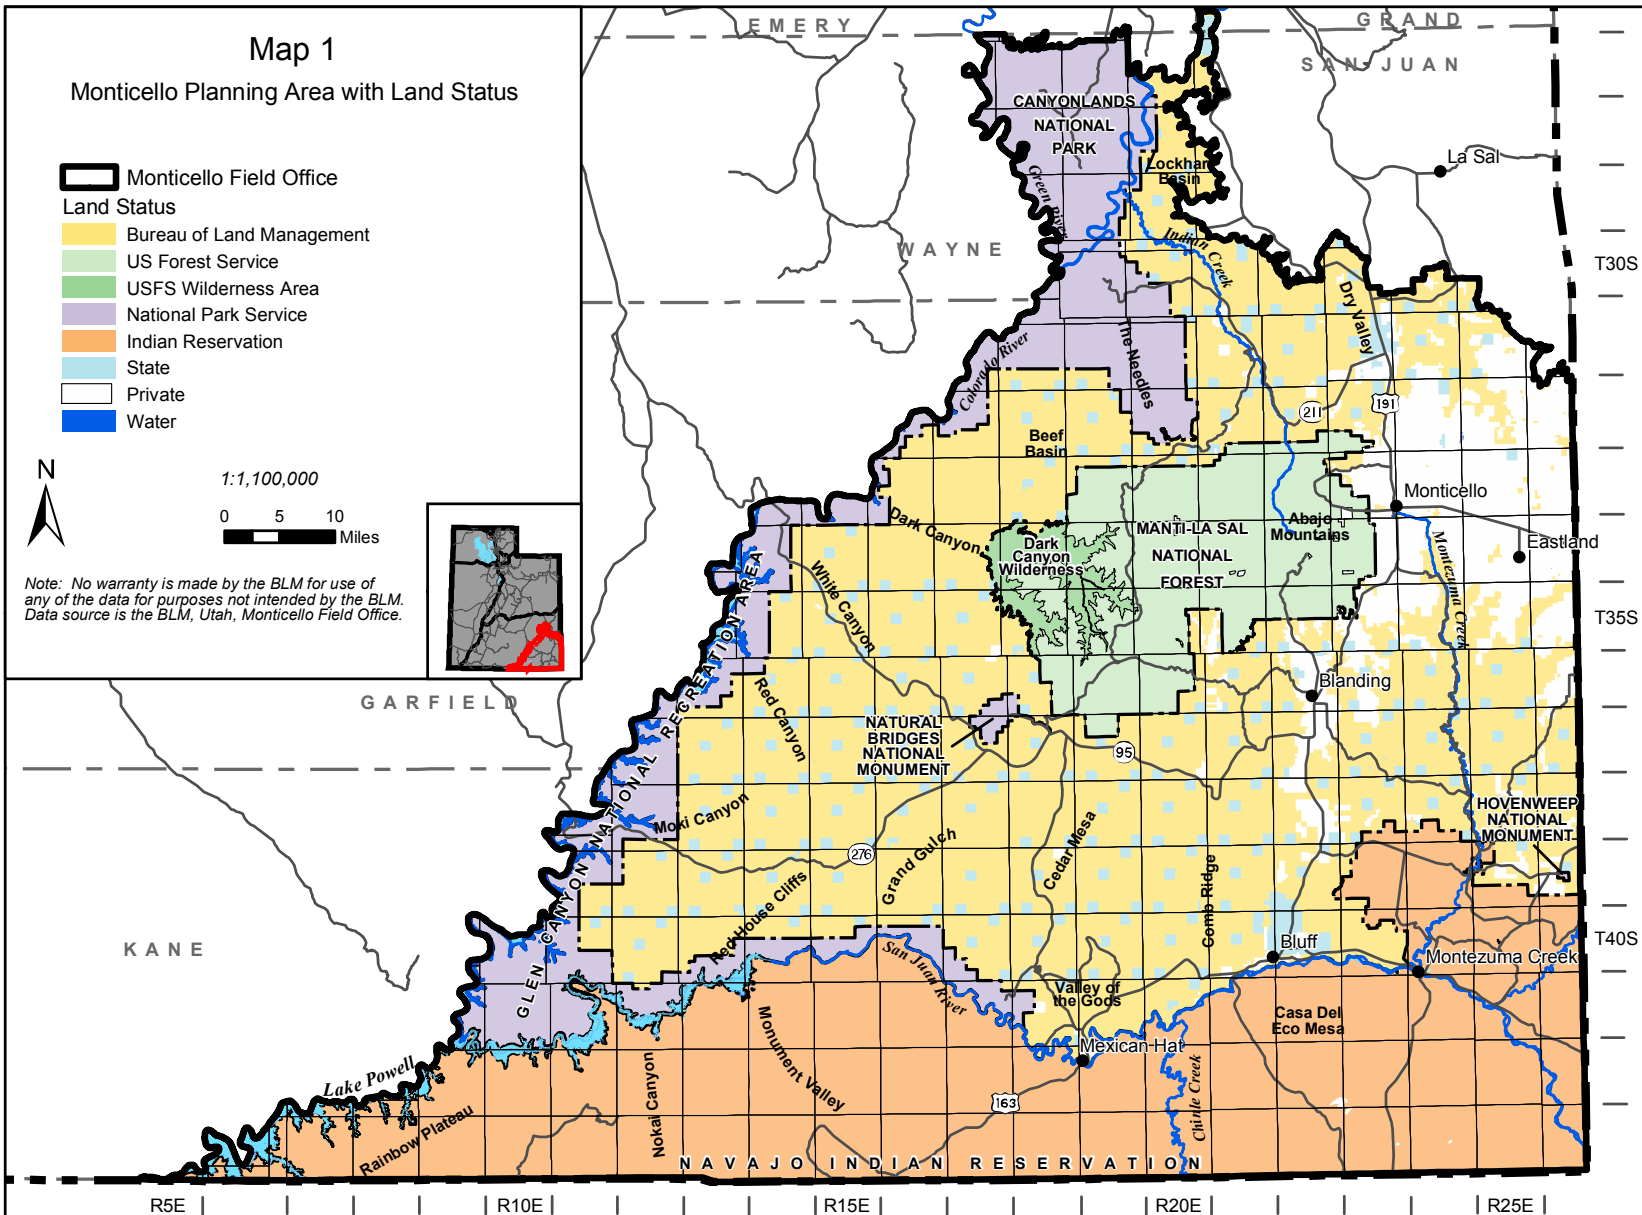 Map 1
Monticello Planning Area with Land Status
Monticello Field Office
Land Status
Bureau of Land Management
US Forest Service
USFS Wilderness Area
National Park Service
Indian Reservation
State
Private
Water
N
1:1,100,000
0 5 10
Miles
Note: No warranty is made by the BLM for use of
any of the data for purposes not intended by the BLM.
Data source is the BLM, Utah, Monticello Field Office.
EMERY
GRAND
SAN JUAN
WAYNE
GARFIELD
KANE
CANYONLANDS
NATIONAL
PARK
Lockhart
Basin
La Sal
Green River
Indian Creek
Dry Valley
T30S
The Needles
Colorado River
211
191
Beef
Basin
Monticello
Dark Canyon
Dark
Canyon
Wilderness
MANTI-LA SAL
NATIONAL
FOREST
Abajo
Mountains
Eastland
Montezuma Creek
White Canyon
T35S
Blanding
Red Canyon
NATURAL
BRIDGES
NATIONAL
MONUMENT
95
GLEN CANYON NATIONAL RECREATION AREA
Moki Canyon
276
Grand Gulch
Cedar Mesa
Comb Ridge
HOVENWEEP
NATIONAL
MONUMENT
Red House Cliffs
San Juan River
Bluff
T40S
Montezuma Creek
Valley of
the Gods
Casa Del
Eco Mesa
Mexican Hat
Lake Powell
Rainbow Plateau
Nokai Canyon
Monument Valley
163
Chinle Creek
NAVAJO INDIAN RESERVATION
R5E
R10E
R15E
R20E
R25E